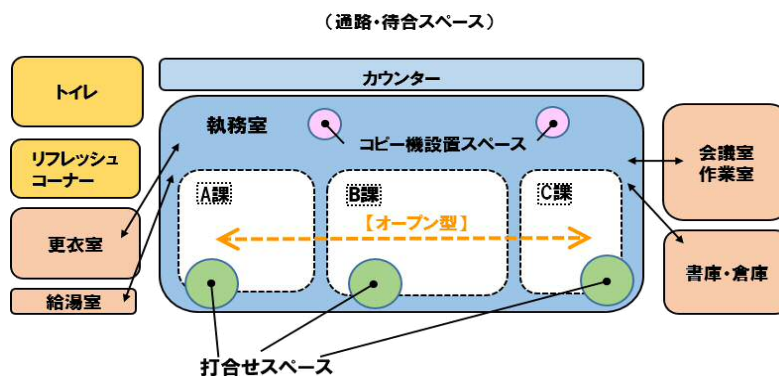 （通路・待合スペース）
カウンター
トイレ
執務室
コピー機設置スペース
リフレッシュ
コーナー
会議室
作業室
A課
B課
C課
【オープン型】
更衣室
書庫・倉庫
給湯室
打合せスペース